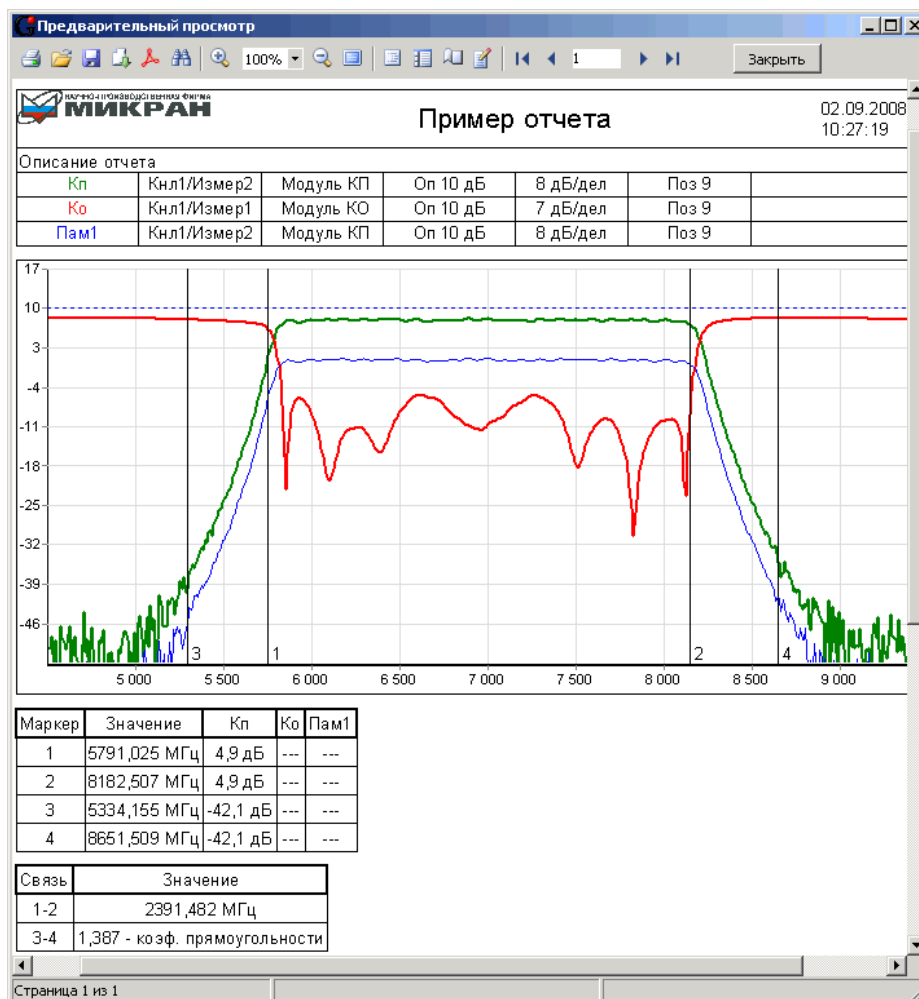 Предварительный просмотр
100%
1
Закрыть
НАУЧНО-ПРОИЗВОДСТВЕННАЯ ФИРМА
МИКРАН
Пример отчета
02.09.2008
10:27:19
Описание отчета
Кп Кнл1/Измер2 Модуль КП Оп 10 дБ 8 дБ/дел Поз 9
Ко Кнл1/Измер1 Модуль КО Оп 10 дБ 7 дБ/дел Поз 9
Пам1 Кнл1/Измер2 Модуль КП Оп 10 дБ 8 дБ/дел Поз 9
17
10
3
-4
-11
-18
-25
-32
-39
-46
3 1 2 4
5 000 5 500 6 000 6 500 7 000 7 500 8 000 8 500 9 000
Маркер Значение Кп Ко Пам1
1 5791,025 МГц 4,9 дБ --- ---
2 8182,507 МГц 4,9 дБ --- ---
3 5334,155 МГц -42,1 дБ --- ---
4 8651,509 МГц -42,1 дБ --- ---
Связь Значение
1-2 2391,482 МГц
3-4 1,387 - коэф. прямоугольности
Страница 1 из 1